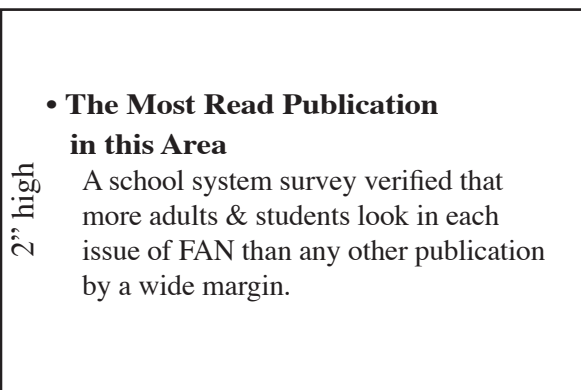 • The Most Read Publication
in this Area
A school system survey verified that
more adults & students look in each
issue of FAN than any other publication
by a wide margin.
2” high